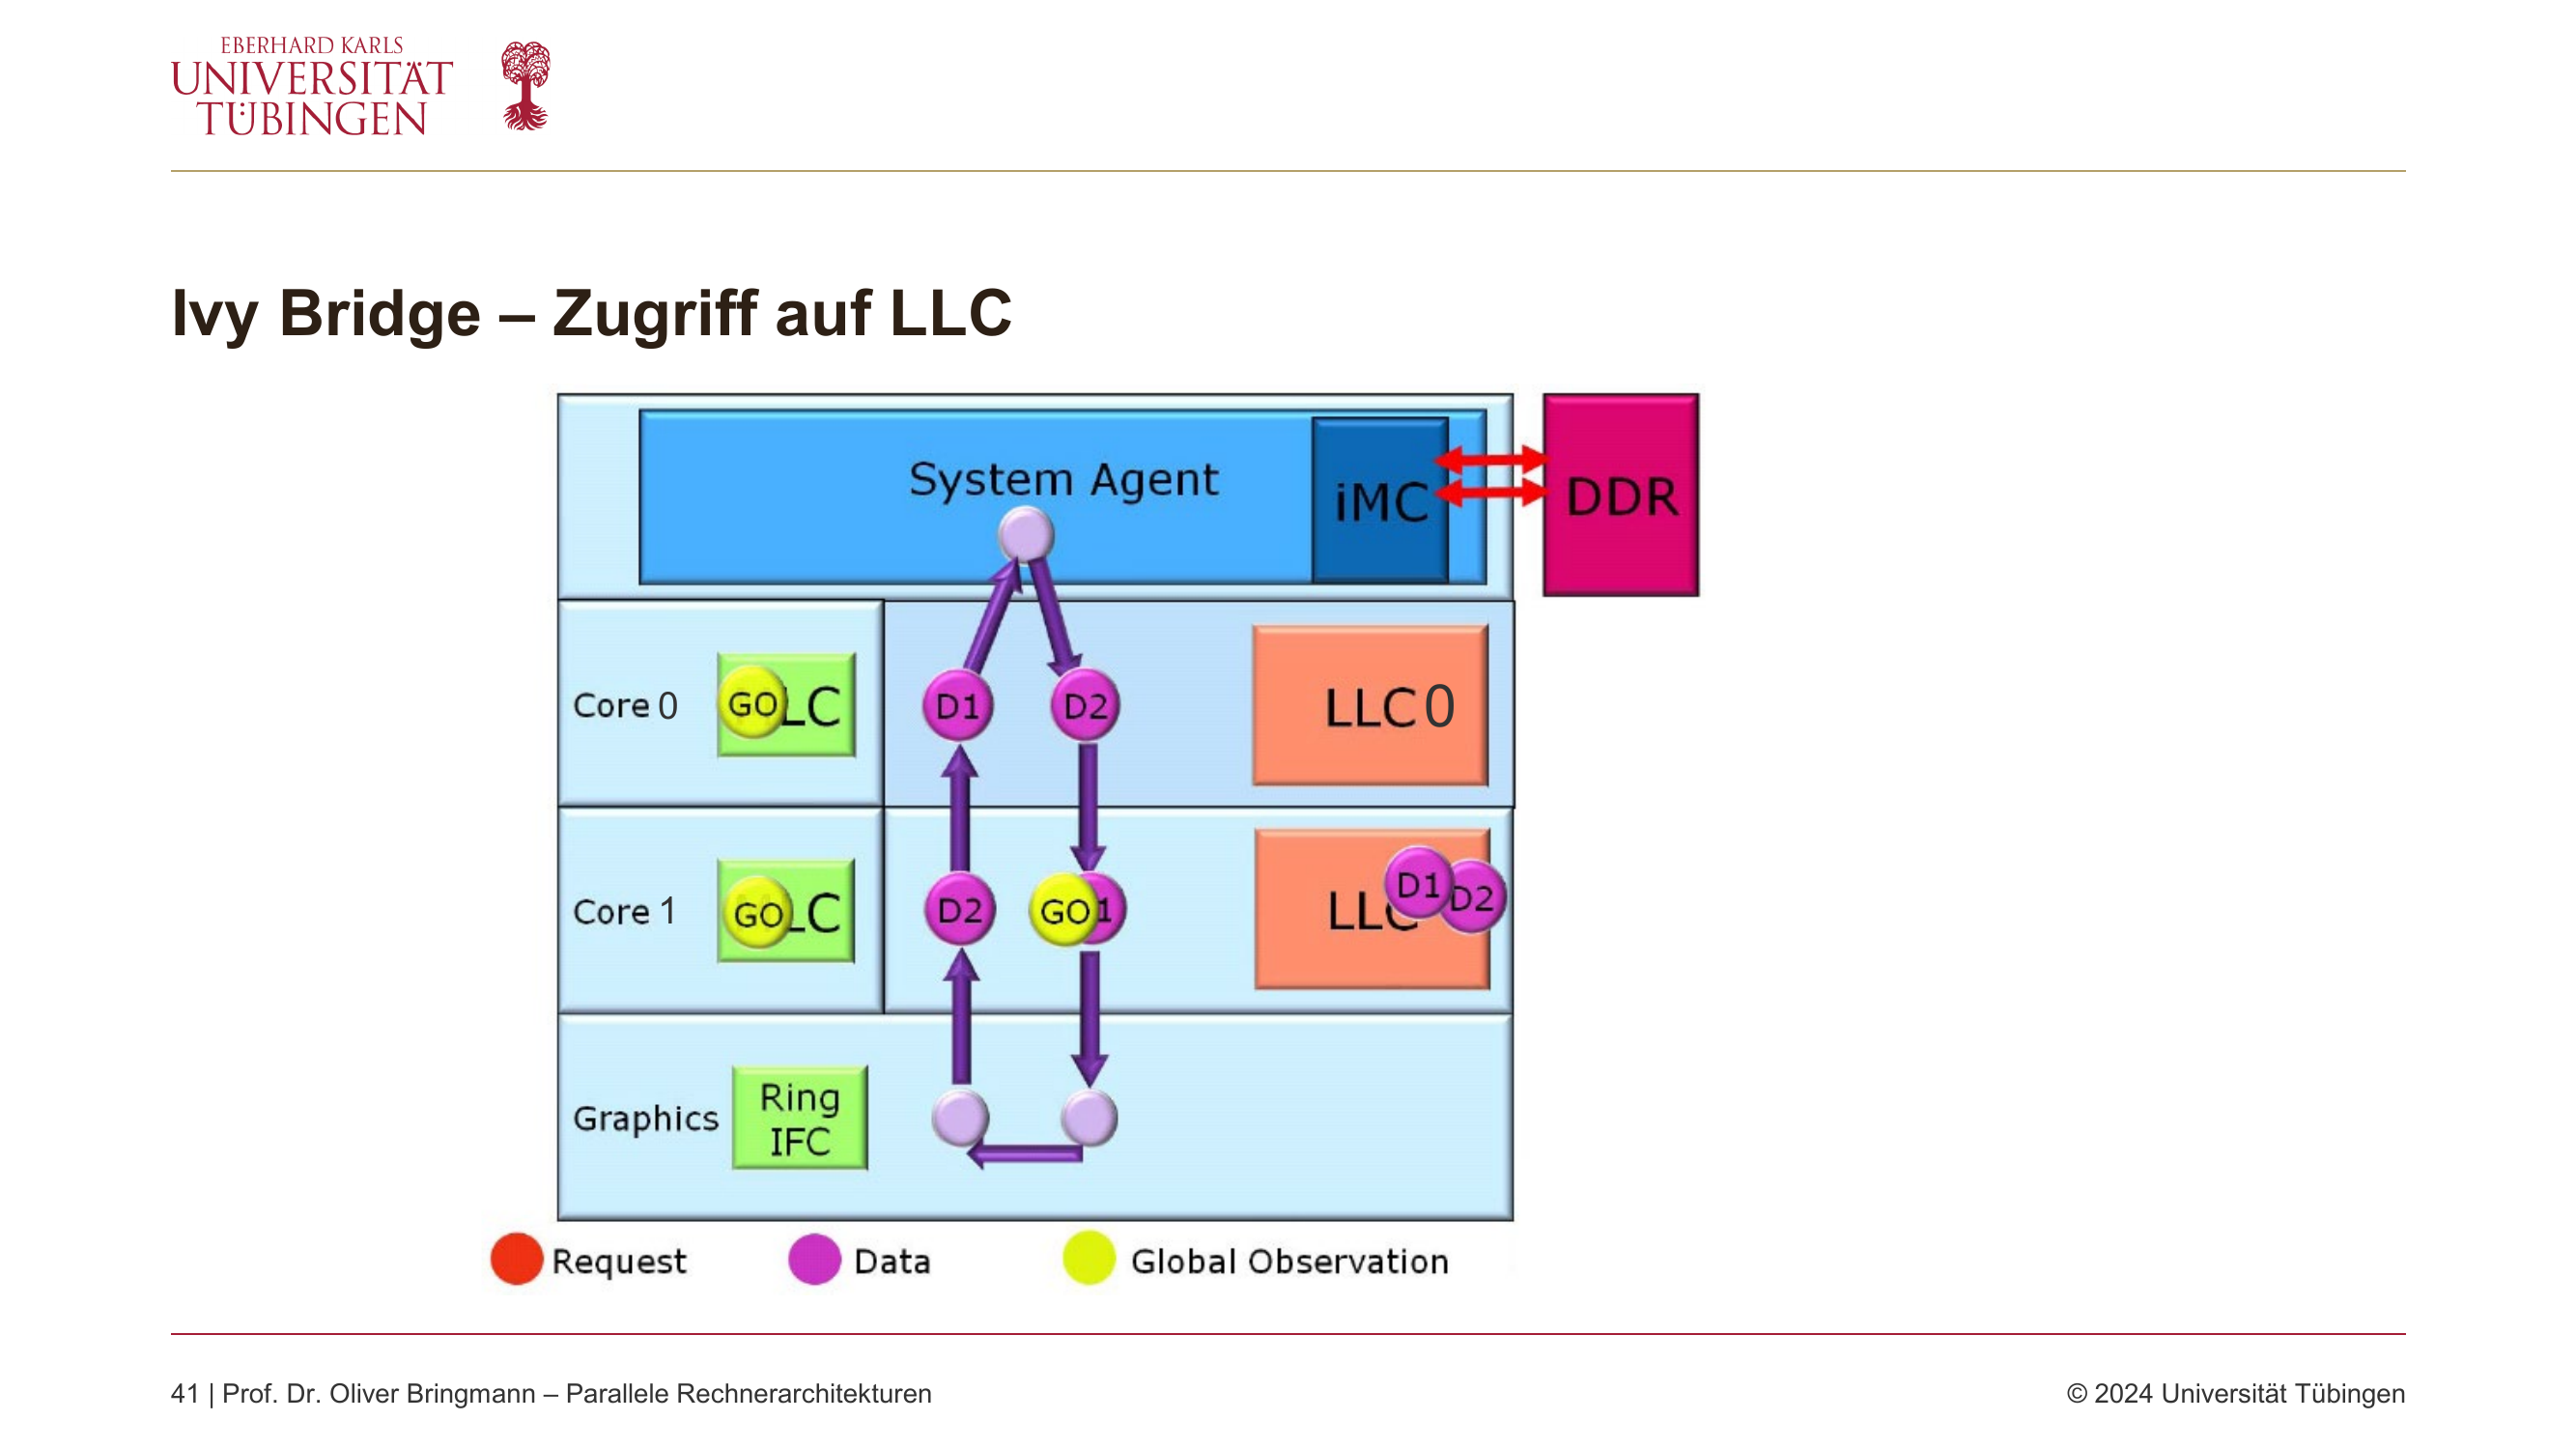 EBERHARD KARLS
UNIVERSITÄT
TÜBINGEN
Ivy Bridge – Zugriff auf LLC
System Agent
iMC
DDR
Core 0
GO
LC
D1
D2
LLC 0
Core 1
GO
LC
D2
GO
1
LLC
D1
D2
Graphics
Ring
IFC
Request
Data
Global Observation
41 | Prof. Dr. Oliver Bringmann – Parallele Rechnerarchitekturen
© 2024 Universität Tübingen